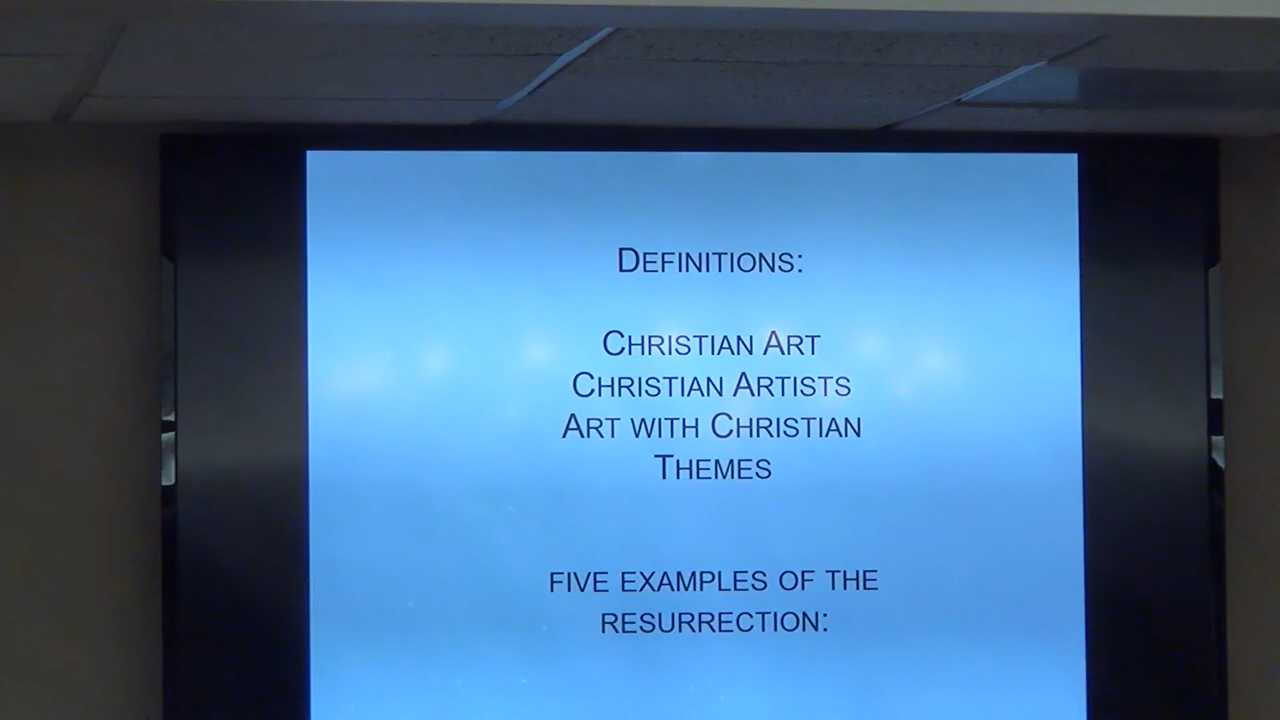 DEFINITIONS:
CHRISTIAN ART
CHRISTIAN ARTISTS
ART WITH CHRISTIAN
THEMES
FIVE EXAMPLES OF THE
RESURRECTION: